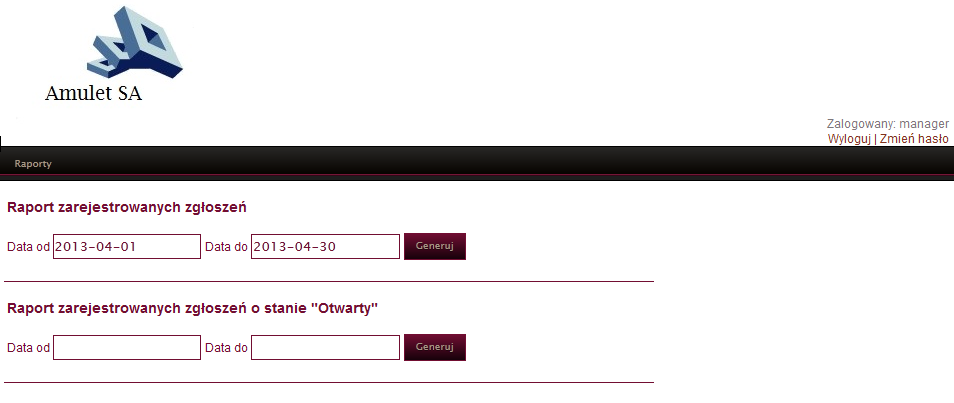 Amulet SA
Zalogowany: manager
Wyloguj | Zmień hasło
Raporty
Raport zarejestrowanych zgłoszeń
Data od 2013-04-01 Data do 2013-04-30 Generuj
Raport zarejestrowanych zgłoszeń o stanie "Otwarty"
Data od Data do Generuj